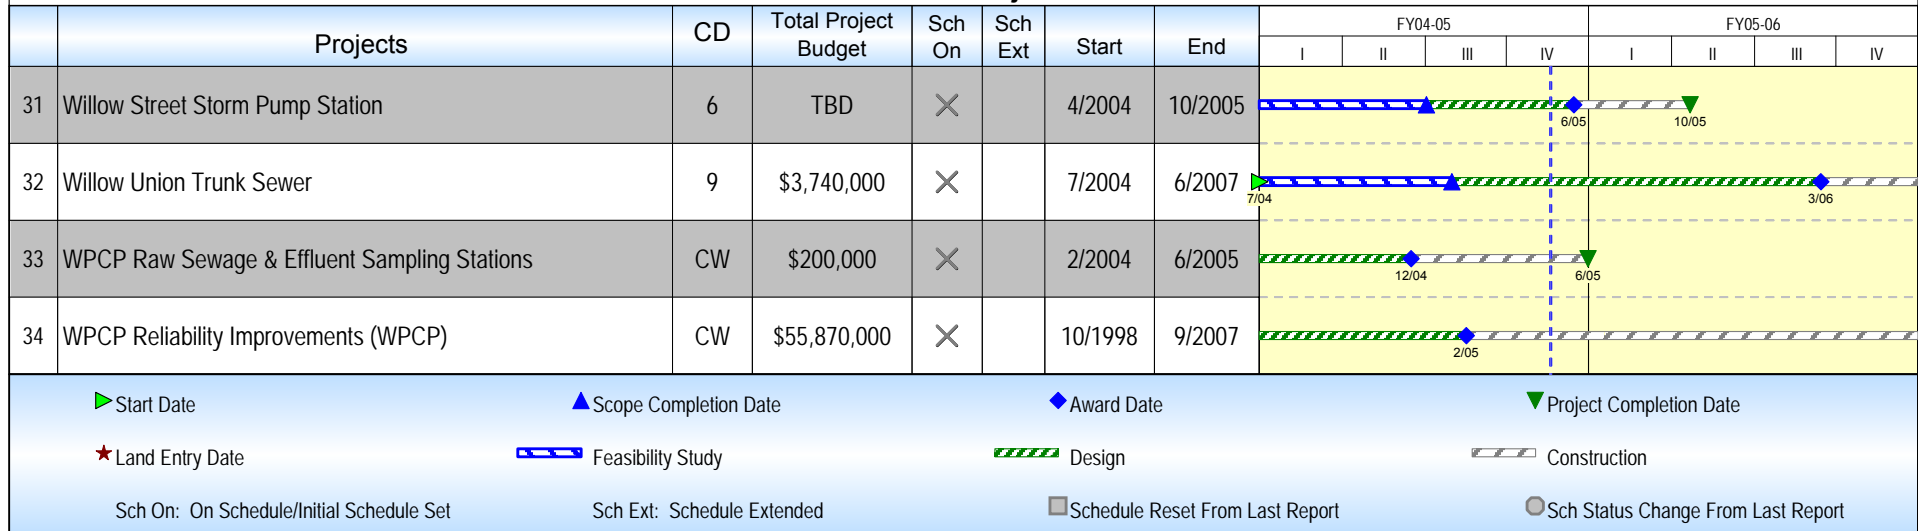 Projects CD Total Project Budget Sch On Sch Ext Start End FY04-05 FY05-06
I II III IV I II III IV
31 Willow Street Storm Pump Station 6 TBD 4/2004 10/2005
6/05 10/05
32 Willow Union Trunk Sewer 9 $3,740,000 7/2004 6/2007
7/04 3/06
33 WPCP Raw Sewage & Effluent Sampling Stations CW $200,000 2/2004 6/2005
12/04 6/05
34 WPCP Reliability Improvements (WPCP) CW $55,870,000 10/1998 9/2007
2/05
Start Date Scope Completion Date Award Date Project Completion Date
Land Entry Date Feasibility Study Design Construction
Sch On: On Schedule/Initial Schedule Set Sch Ext: Schedule Extended Schedule Reset From Last Report Sch Status Change From Last Report